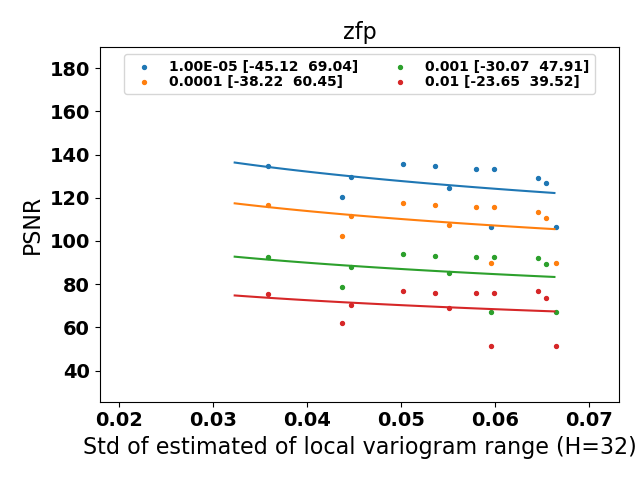 zfp
1.00E-05 [-45.12  69.04]
0.0001 [-38.22  60.45]
0.001 [-30.07  47.91]
0.01 [-23.65  39.52]
PSNR
180
160
140
120
100
80
60
40
0.02 0.03 0.04 0.05 0.06 0.07
Std of estimated of local variogram range (H=32)